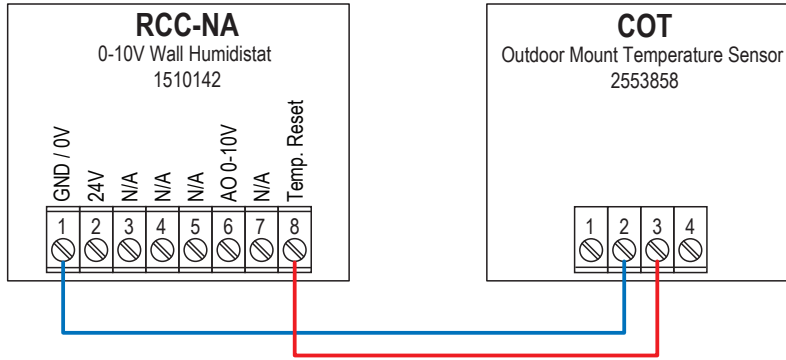 RCC-NA
0-10V Wall Humidistat
1510142
GND / 0V
24V
N/A
N/A
N/A
AO 0-10V
N/A
Temp. Reset
1 2 3 4 5 6 7 8
COT
Outdoor Mount Temperature Sensor
2553858
1 2 3 4